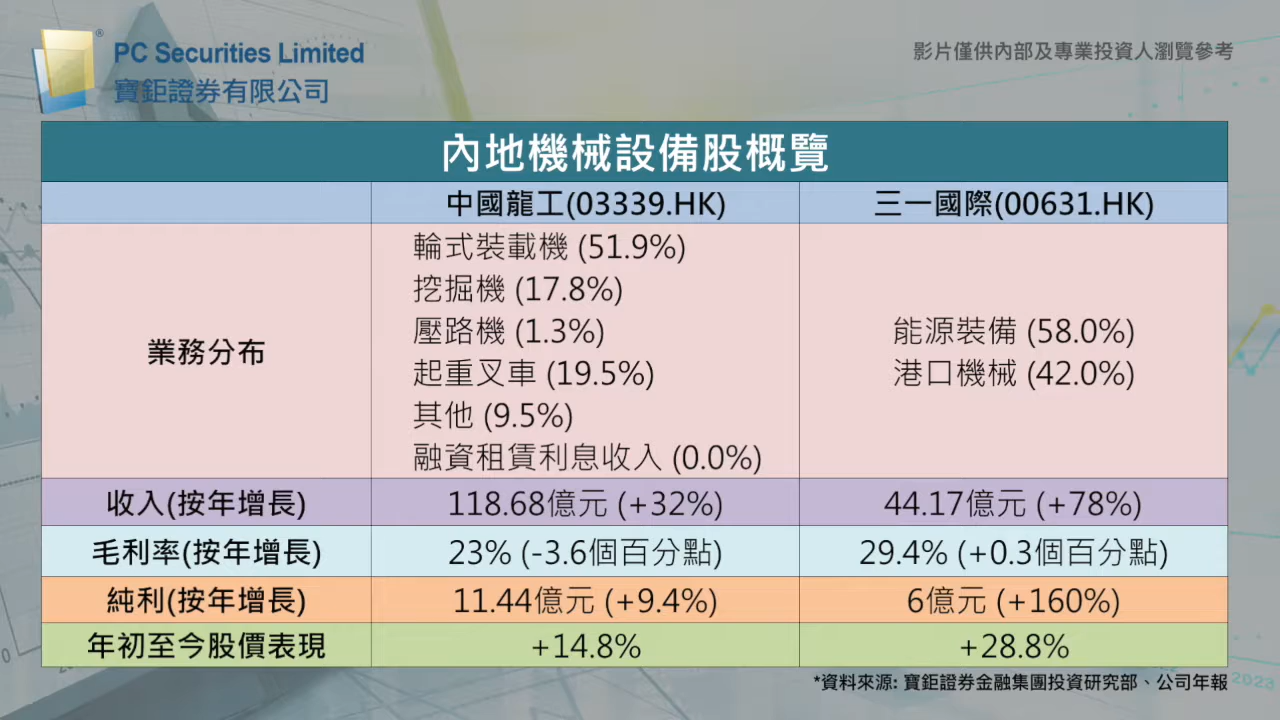 PC Securities Limited
寶鉅證券有限公司
影片僅供內部及專業投資人瀏覽參考
內地機械設備股概覽
中國龍工(03339.HK) 三一國際(00631.HK)
業務分布
輪式裝載機 (51.9%)
挖掘機 (17.8%)
壓路機 (1.3%)
起重叉車 (19.5%)
其他 (9.5%)
融資租賃利息收入 (0.0%)
能源裝備 (58.0%)
港口機械 (42.0%)
收入(按年增長) 118.68億元 (+32%) 44.17億元 (+78%)
毛利率(按年增長) 23% (-3.6個百分點) 29.4% (+0.3個百分點)
純利(按年增長) 11.44億元 (+9.4%) 6億元 (+160%)
年初至今股價表現 +14.8% +28.8%
*資料來源: 寶鉅證券金融集團投資研究部、公司年報
2023